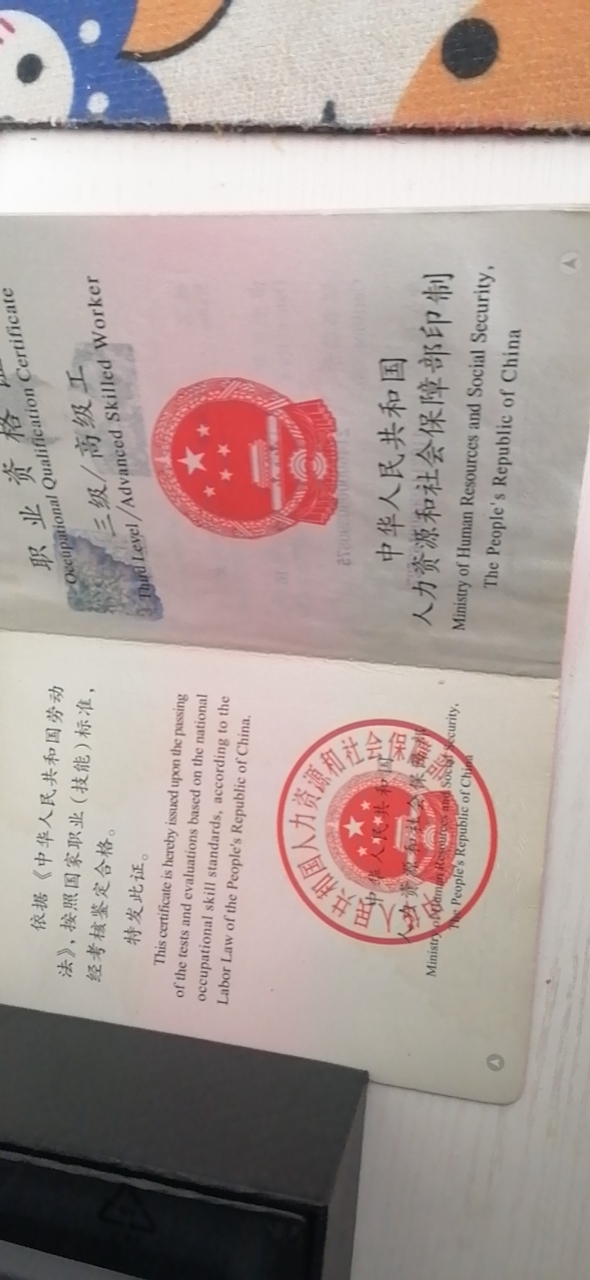 依据《中华人民共和国劳动
法》，按照国家职业（技能）标准，
经考核鉴定合格。
特发此证。
This certificate is hereby issued upon the passing
of the tests and evaluations based on the national
occupational skill standards, according to the
Labor Law of the People's Republic of China.
中华人民共和国
人力资源和社会保障部
Ministry of Human Resources and Social Security,
The People's Republic of China
职业资格
Occupational Qualification Certificate
三级/高级工
Third Level/Advanced Skilled Worker
中华人民共和国
人力资源和社会保障部印制
Ministry of Human Resources and Social Security,
The People's Republic of China